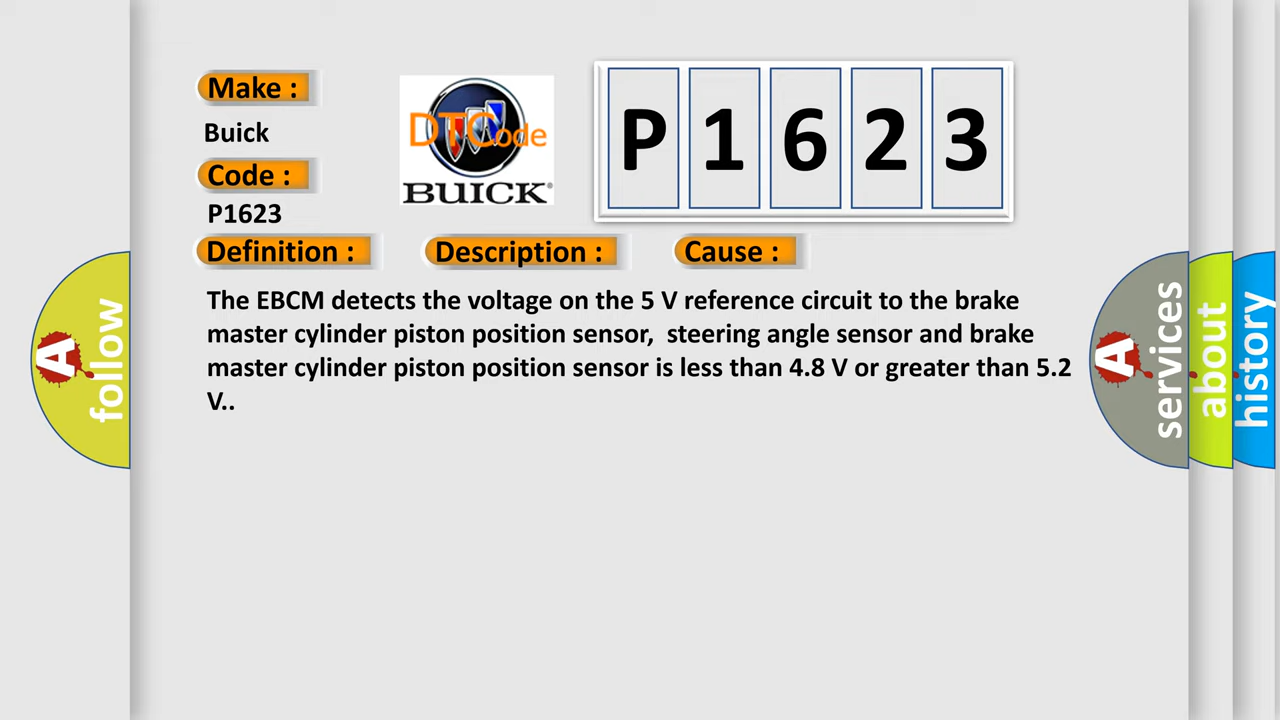 Make :
Buick
Code :
P1623
DTCode
BUICK
P 1 6 2 3
Definition :
Description :
Cause :
The EBCM detects the voltage on the 5 V reference circuit to the brake
master cylinder piston position sensor, steering angle sensor and brake
master cylinder piston position sensor is less than 4.8 V or greater than 5.2
V..
A follow
A services
about
history